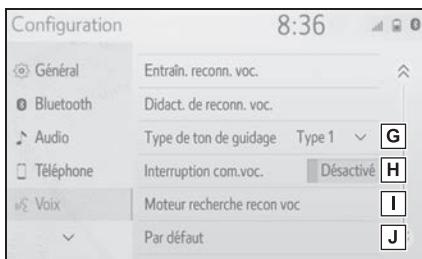 Configuration 8:36
Général
Entraîn. reconn. voc.
Bluetooth
Didact. de reconn. voc.
Audio
Type de ton de guidage Type 1 G
Téléphone
Interruption com.voc. Désactivé H
Voix
Moteur recherche recon voc I
Par défaut J